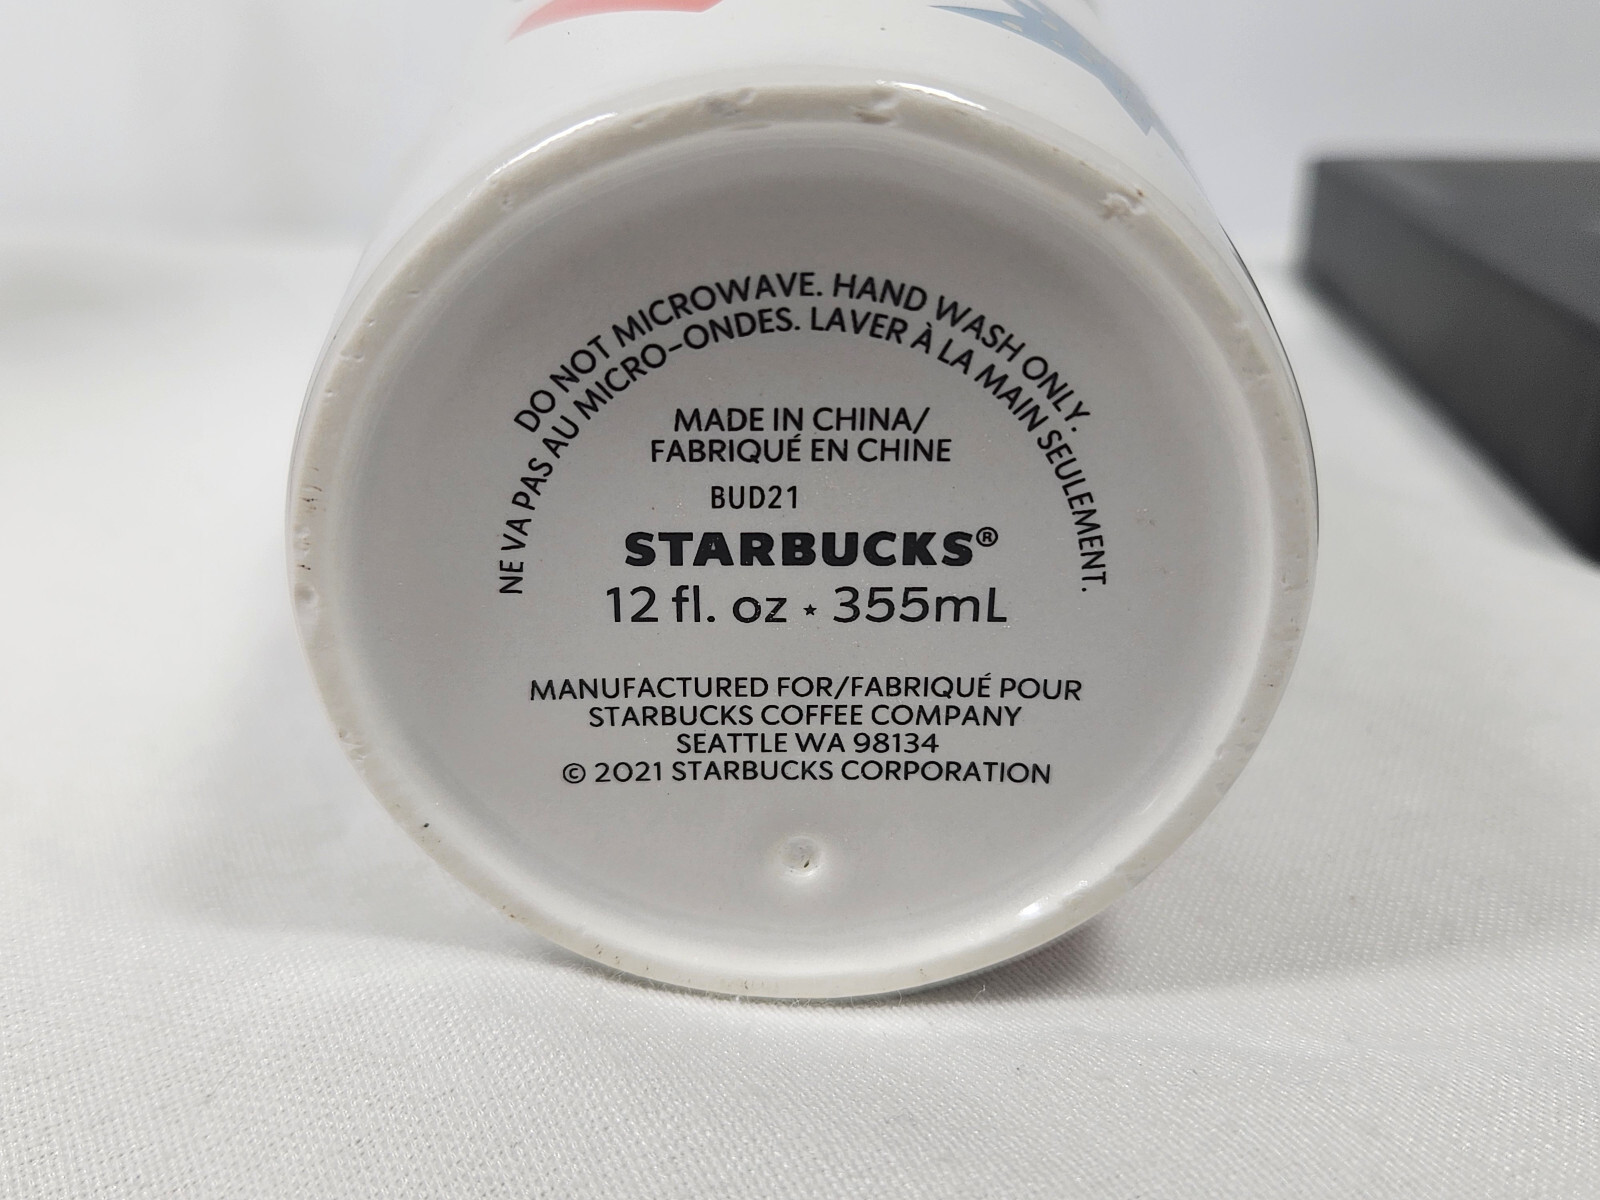 DO NOT MICROWAVE. HAND WASH ONLY.
NE VA PAS AU MICRO-ONDES. LAVER À LA MAIN SEULEMENT.
MADE IN CHINA/
FABRIQUÉ EN CHINE
BUD21
STARBUCKS®
12 fl. oz ⋆ 355mL
MANUFACTURED FOR/FABRIQUÉ POUR
STARBUCKS COFFEE COMPANY
SEATTLE WA 98134
© 2021 STARBUCKS CORPORATION